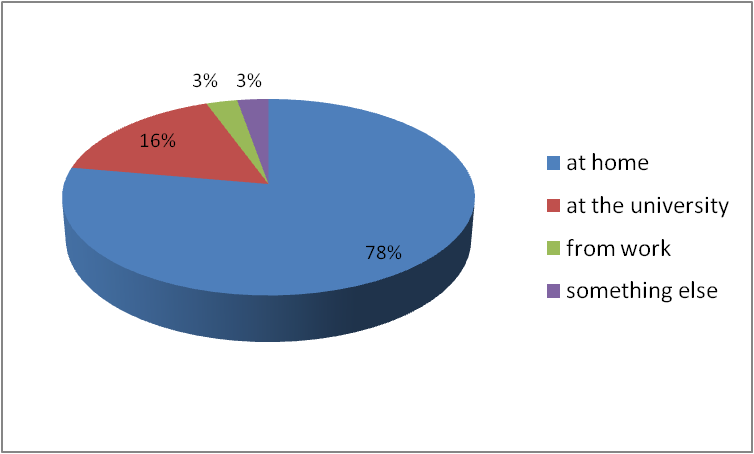 3%
3%
16%
78%
at home
at the university
from work
something else